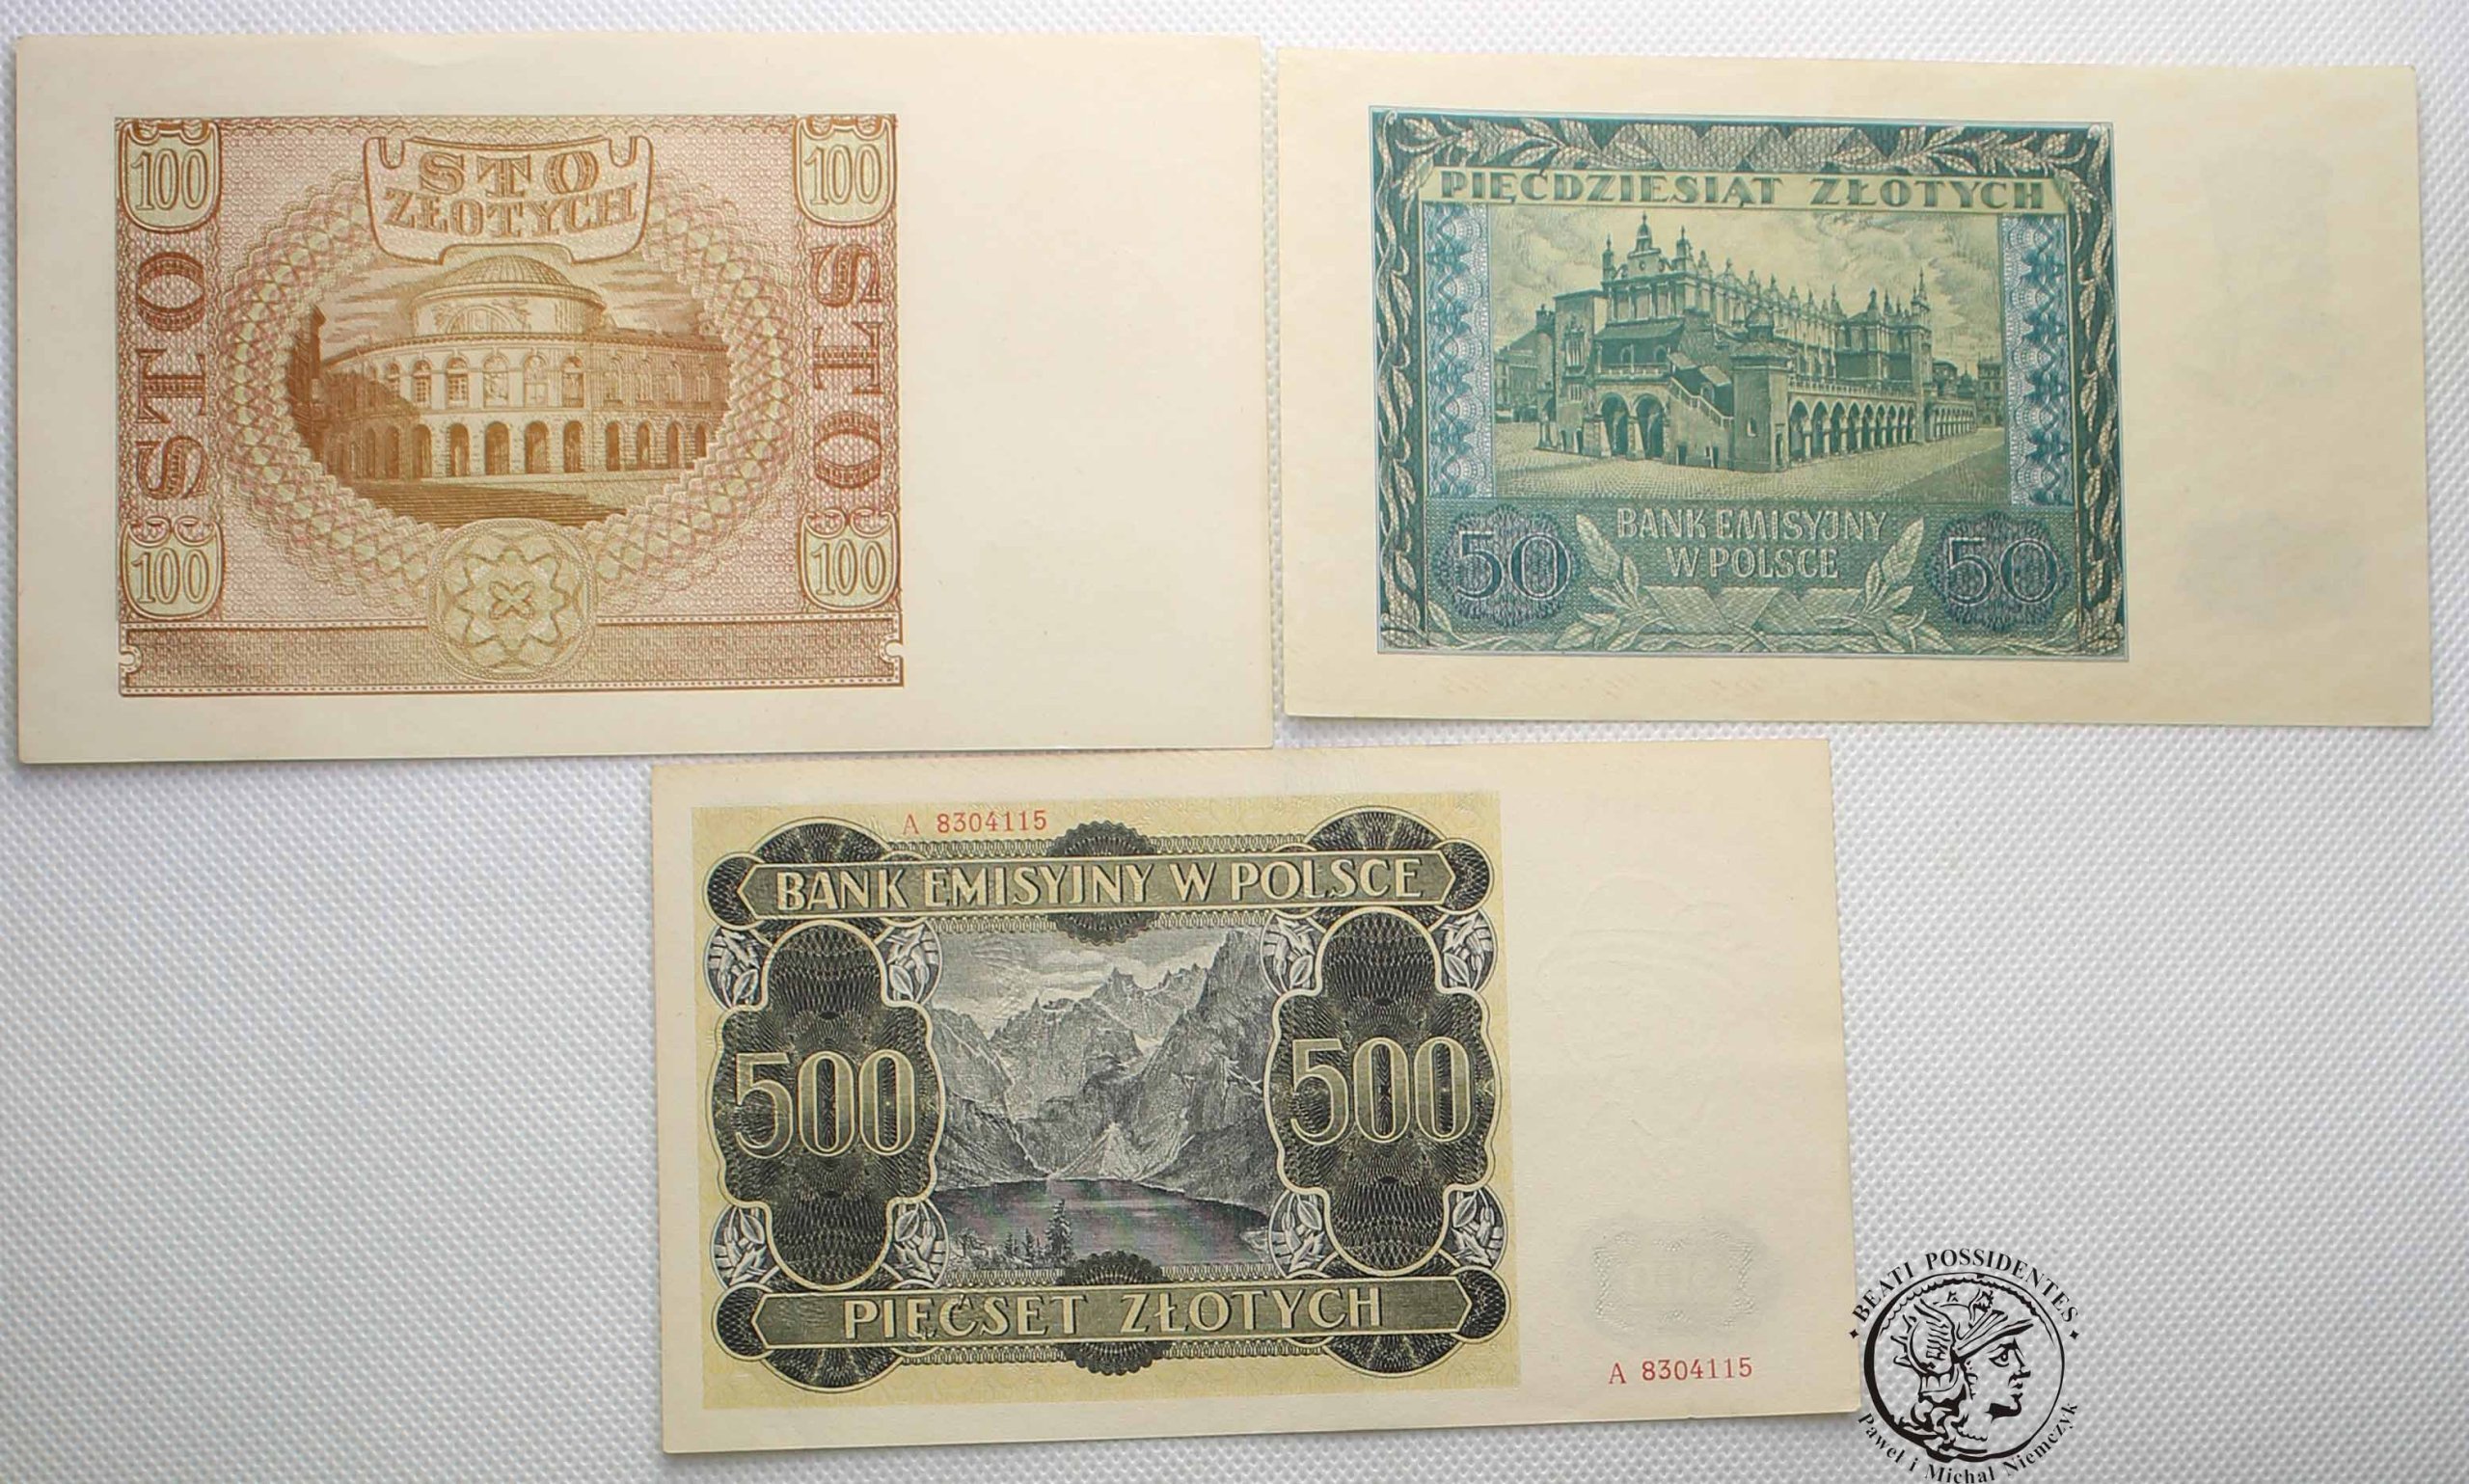 100
STO
ZŁOTYCH
100
STO
STO
100
100
PIĘĆDZIESIĄT ZŁOTYCH
BANK EMISYJNY
W POLSCE
50
50
A 8304115
BANK EMISYJNY W POLSCE
500
500
PIĘĆSET ZŁOTYCH
A 8304115
BEATI POSSIDENTES
Paweł i Michał Niemczyk